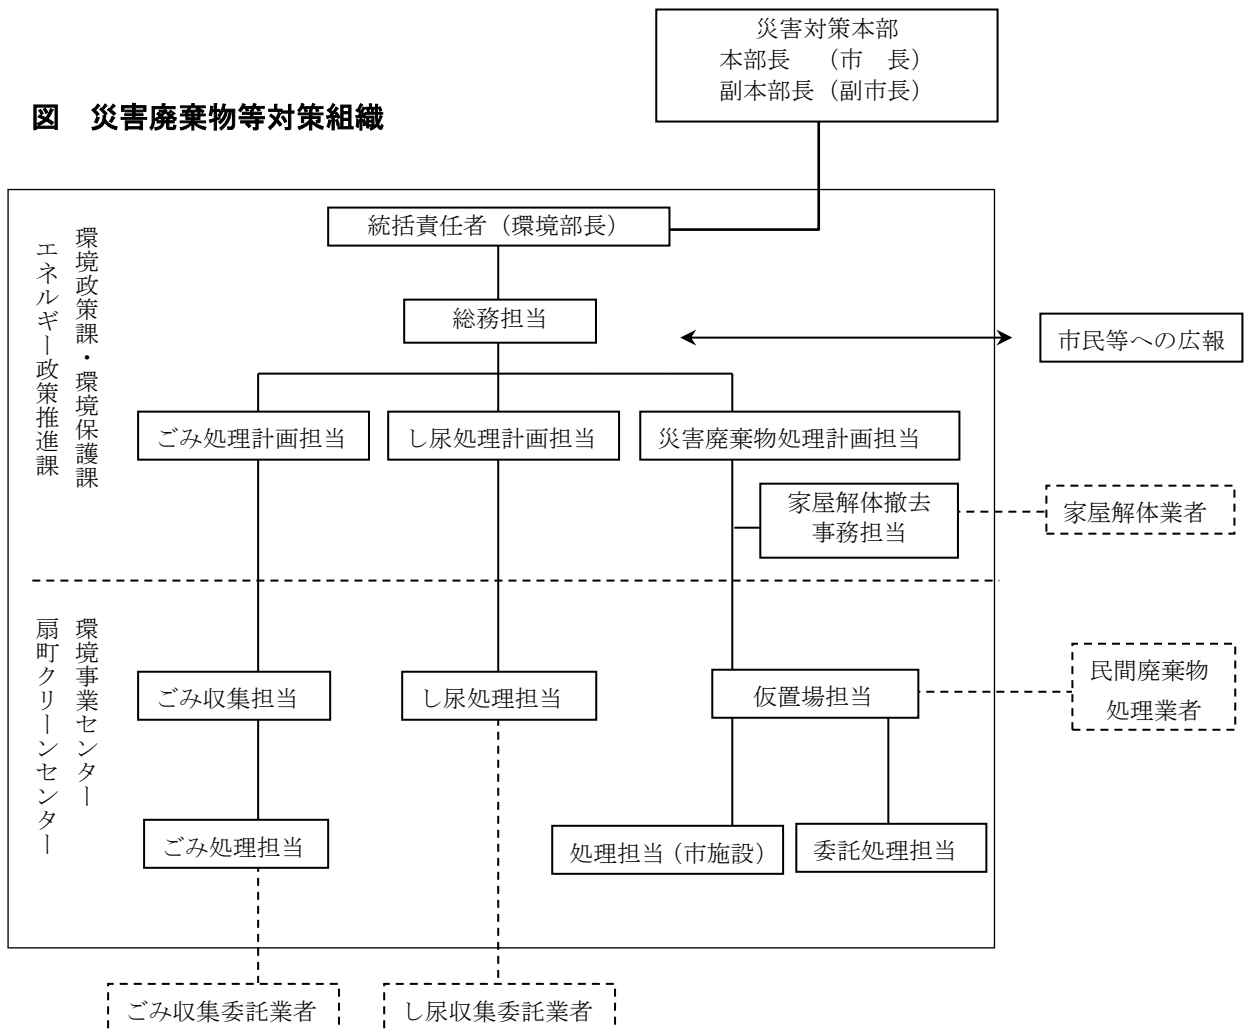 災害対策本部
本部長　（市　長）
副本部長（副市長）
図　災害廃棄物等対策組織
統括責任者（環境部長）
環境政策課・環境保護課
エネルギー政策推進課
総務担当
市民等への広報
ごみ処理計画担当
し尿処理計画担当
災害廃棄物処理計画担当
家屋解体撤去
事務担当
家屋解体業者
環境事業センター
扇町クリーンセンター
ごみ収集担当
し尿処理担当
仮置場担当
民間廃棄物
処理業者
ごみ処理担当
処理担当（市施設）
委託処理担当
ごみ収集委託業者
し尿収集委託業者